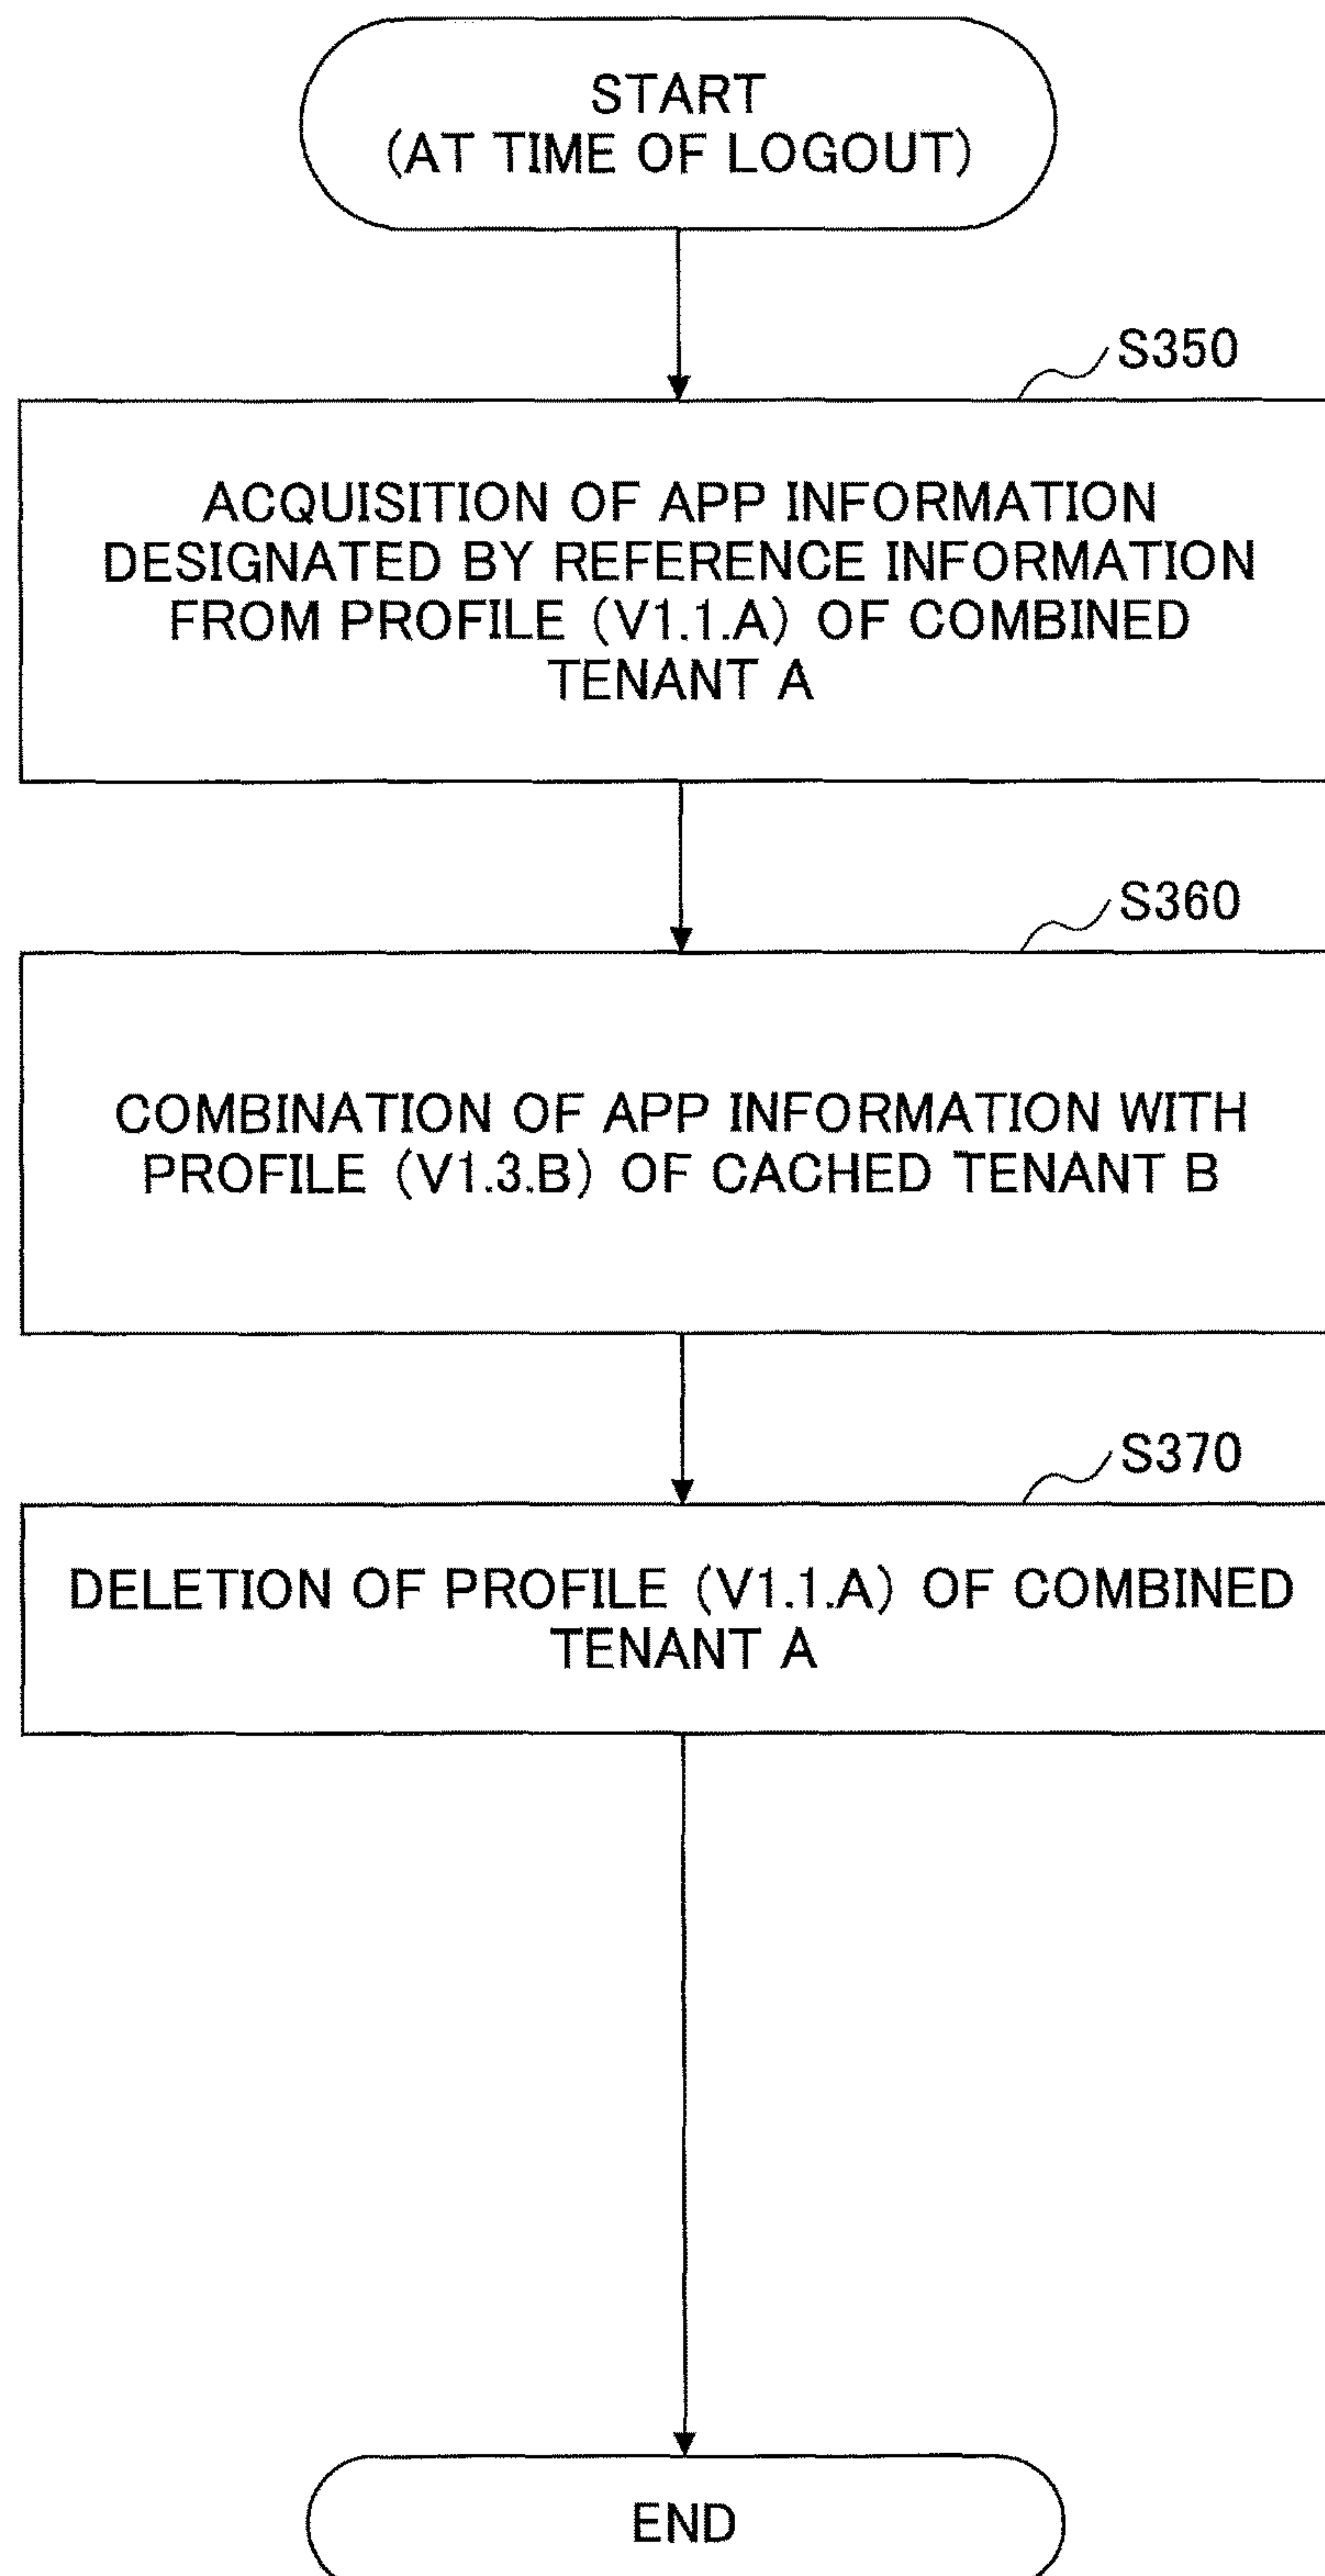 START
(AT TIME OF LOGOUT)
S350
ACQUISITION OF APP INFORMATION
DESIGNATED BY REFERENCE INFORMATION
FROM PROFILE (V1.1.A) OF COMBINED
TENANT A
S360
COMBINATION OF APP INFORMATION WITH
PROFILE (V1.3.B) OF CACHED TENANT B
S370
DELETION OF PROFILE (V1.1.A) OF COMBINED
TENANT A
END